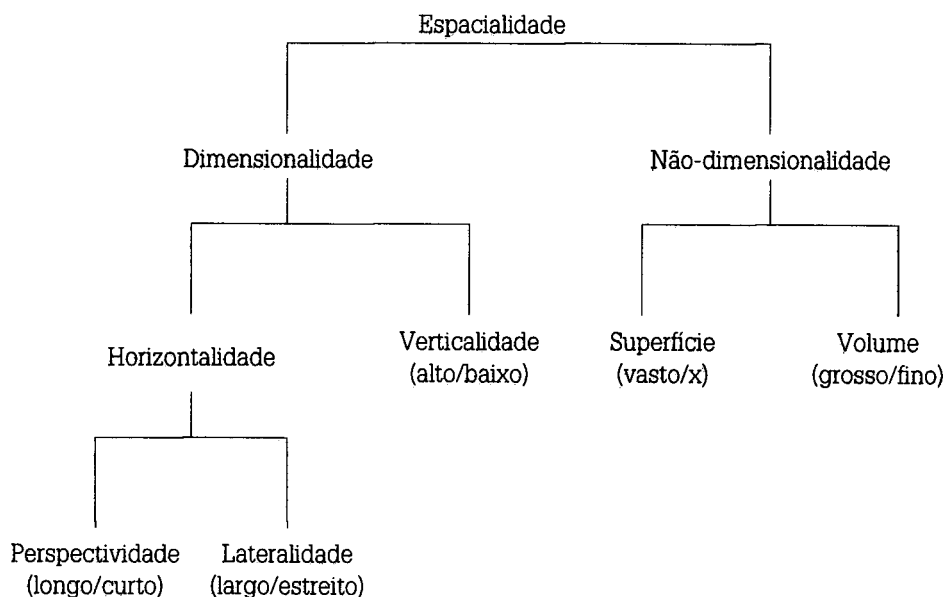 Espacialidade
Dimensionalidade
Não-dimensionalidade
Horizontalidade
Verticalidade
(alto/baixo)
Superfície
(vasto/x)
Volume
(grosso/fino)
Perspectividade
(longo/curto)
Lateralidade
(largo/estreito)